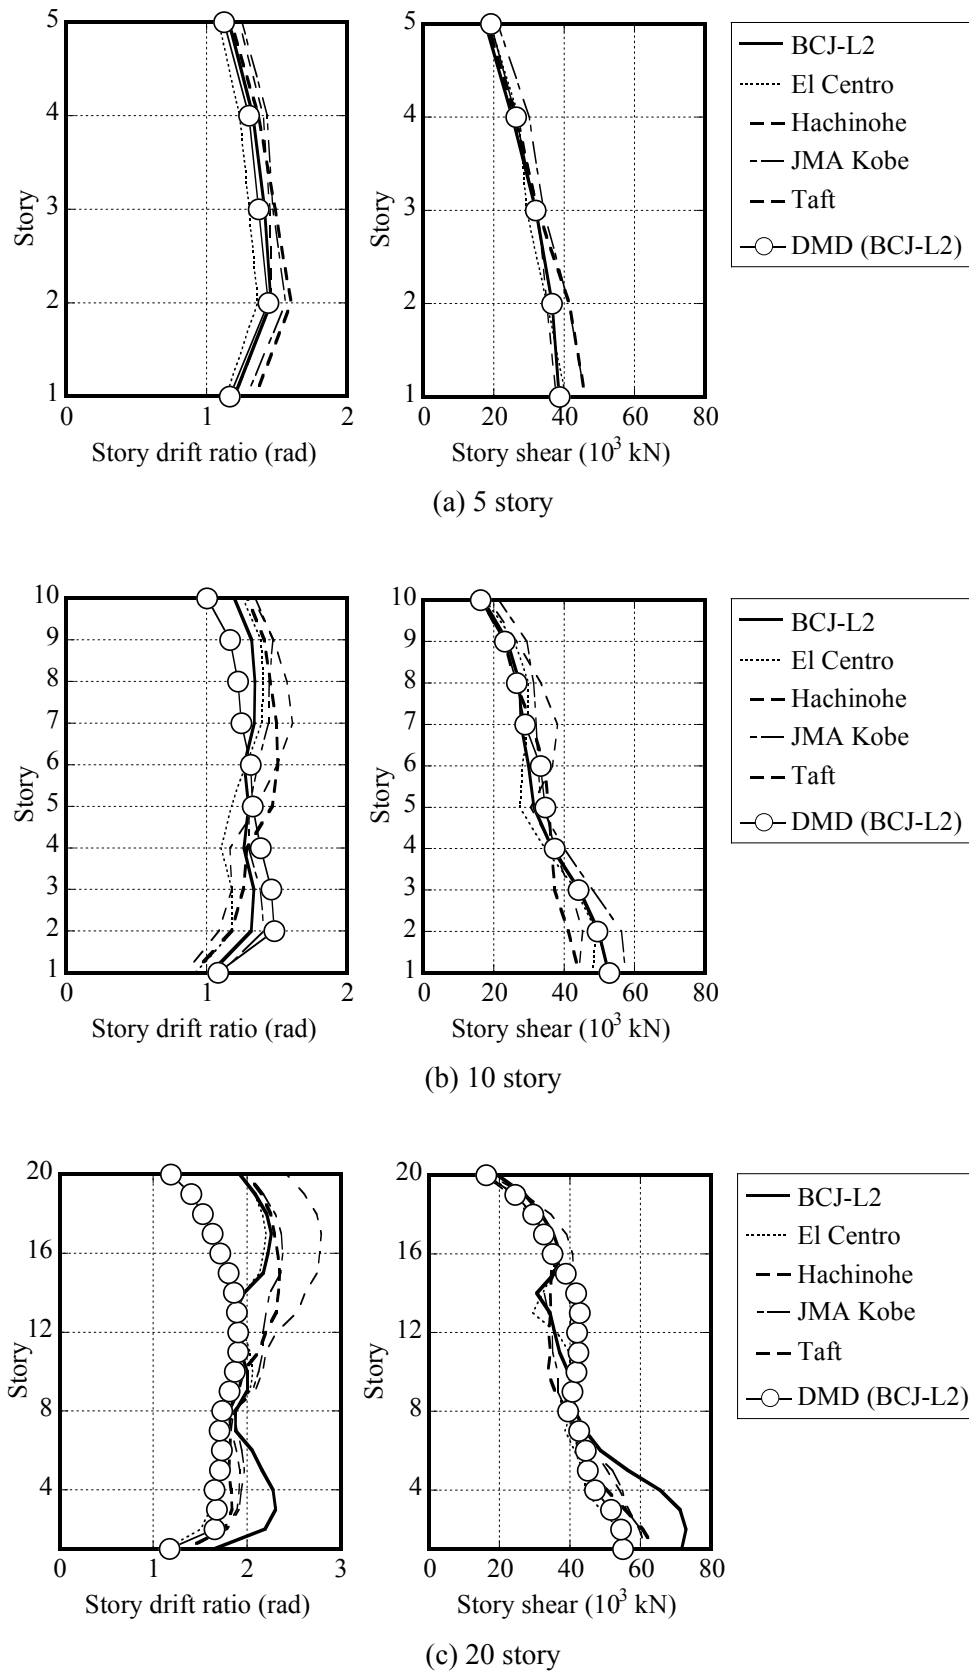 5
4
3
2
1
Story
0
1
2
Story drift ratio (rad)
0
20
40
60
80
5
4
3
2
1
Story shear (10³ kN)
BCJ-L2
El Centro
Hachinohe
JMA Kobe
Taft
DMD (BCJ-L2)
(a) 5 story
10
9
8
7
6
5
4
3
2
1
Story
0
1
2
Story drift ratio (rad)
10
9
8
7
6
5
4
3
2
1
0
20
40
60
80
Story shear (10³ kN)
BCJ-L2
El Centro
Hachinohe
JMA Kobe
Taft
DMD (BCJ-L2)
(b) 10 story
20
16
12
8
4
Story
0
1
2
3
Story drift ratio (rad)
20
16
12
8
4
0
20
40
60
80
Story shear (10³ kN)
BCJ-L2
El Centro
Hachinohe
JMA Kobe
Taft
DMD (BCJ-L2)
(c) 20 story